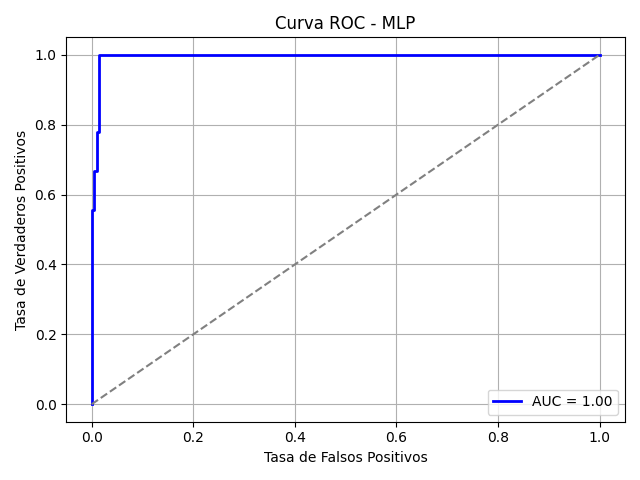 Curva ROC - MLP
Tasa de Verdaderos Positivos
1.0
0.8
0.6
0.4
0.2
0.0
0.0 0.2 0.4 0.6 0.8 1.0
Tasa de Falsos Positivos
AUC = 1.00